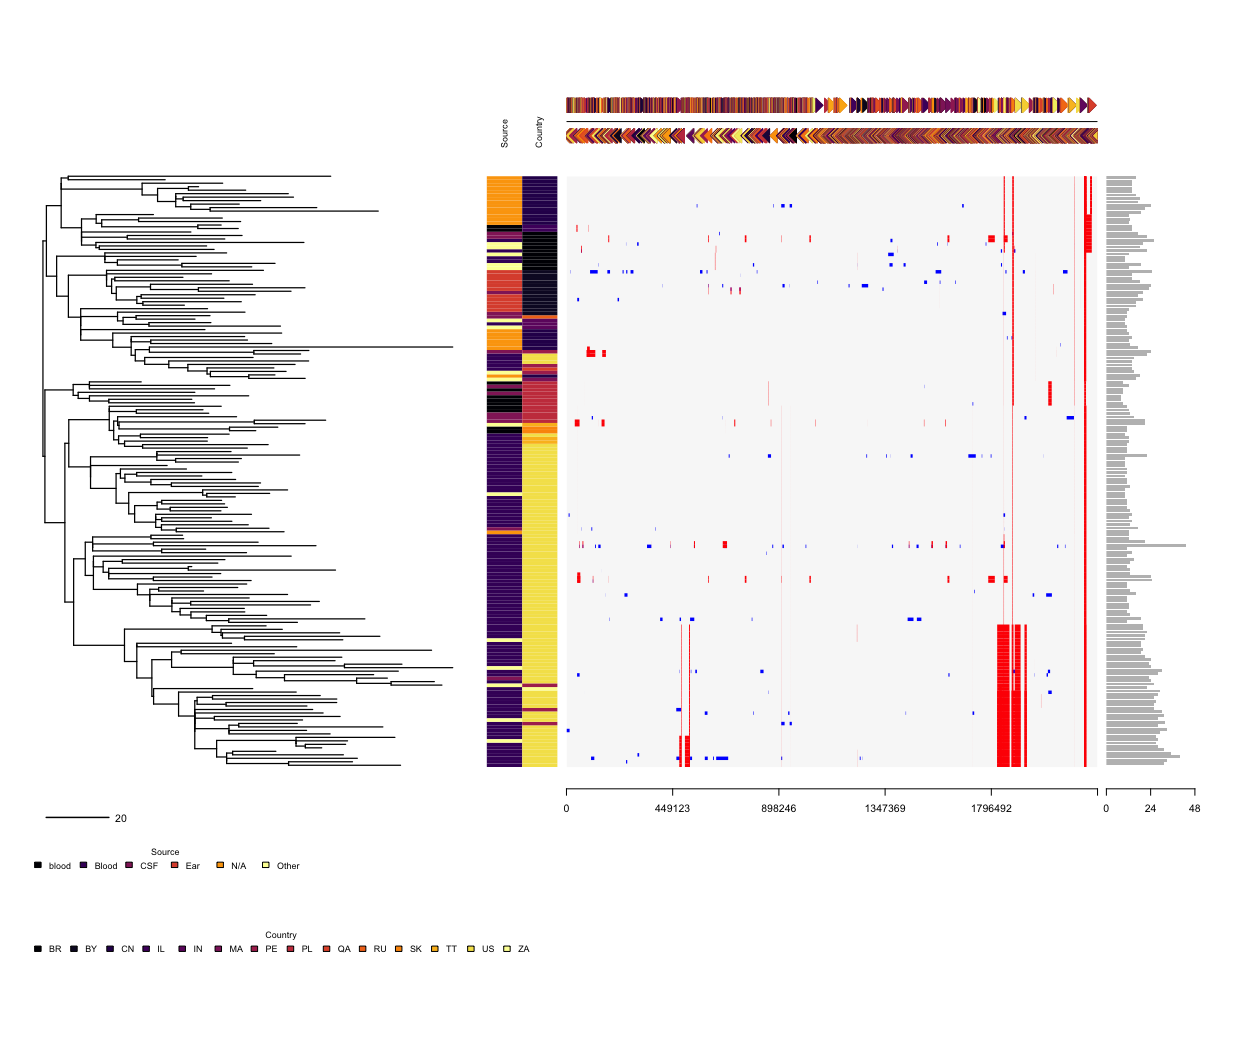 Source
Country
0 449123 898246 1347369 1796492
0 24 48
20
Source
blood Blood CSF Ear N/A Other
Country
BR BY CN IL IN MA PE PL QA RU SK TT US ZA